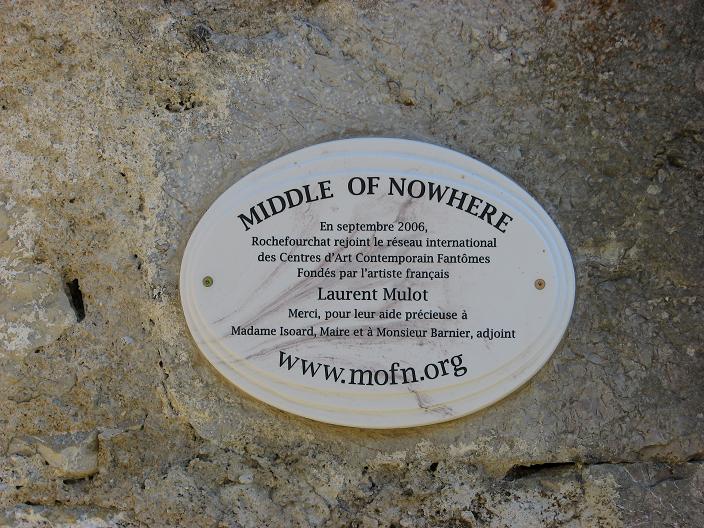 MIDDLE OF NOWHERE
En septembre 2006,
Rochefourchat rejoint le réseau international
des Centres d'Art Contemporain Fantômes
Fondés par l'artiste français
Laurent Mulot
Merci, pour leur aide précieuse à
Madame Isoard, Maire et à Monsieur Barnier, adjoint
www.mofn.org